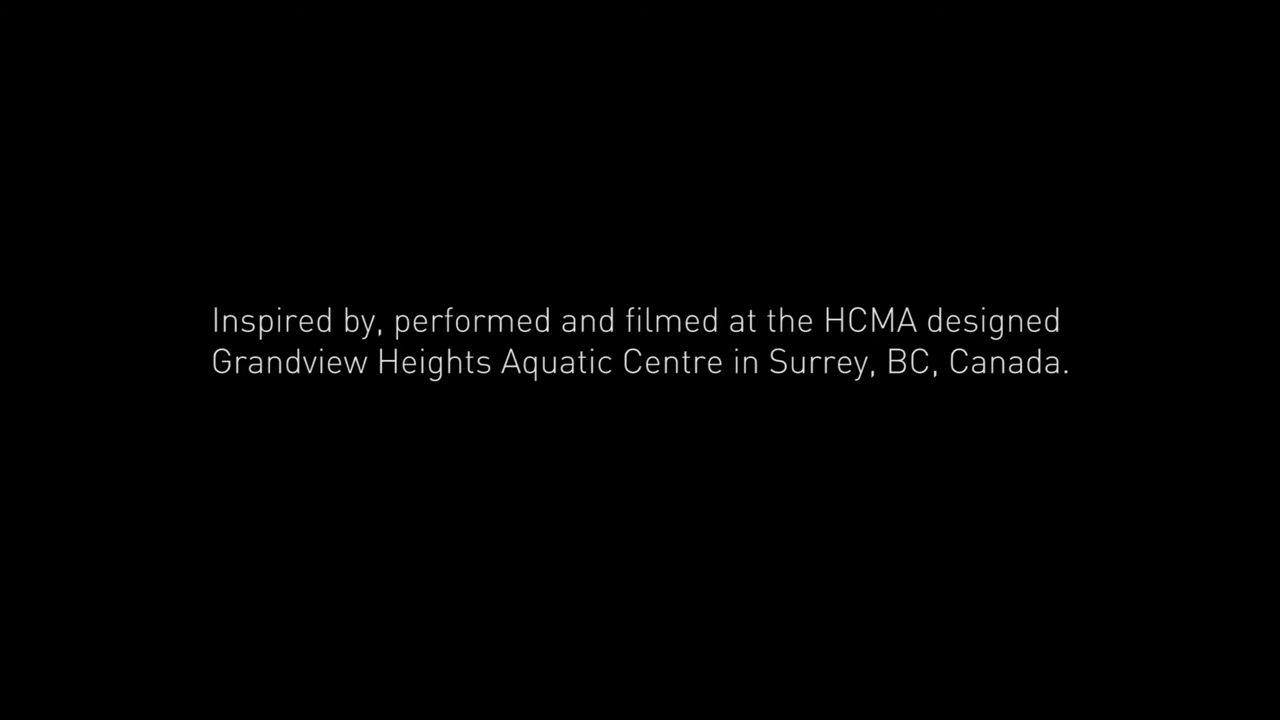 Inspired by, performed and filmed at the HCMA designed
Grandview Heights Aquatic Centre in Surrey, BC, Canada.